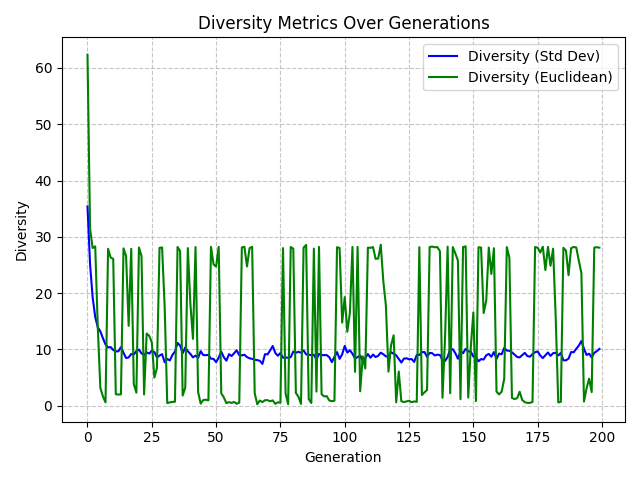 Diversity Metrics Over Generations
Diversity (Std Dev)
Diversity (Euclidean)
Diversity
60
50
40
30
20
10
0
0 25 50 75 100 125 150 175 200
Generation